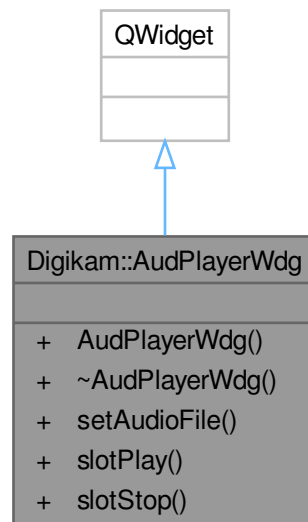 QWidget
Digikam::AudPlayerWdg
+ AudPlayerWdg()
+ ~AudPlayerWdg()
+ setAudioFile()
+ slotPlay()
+ slotStop()